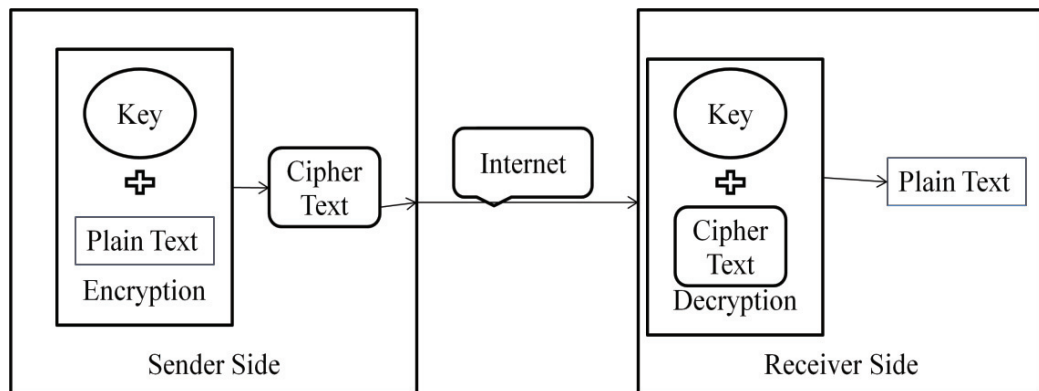 Key
Plain Text
Encryption
Cipher
Text
Sender Side
Internet
Key
Cipher
Text
Decryption
Plain Text
Receiver Side